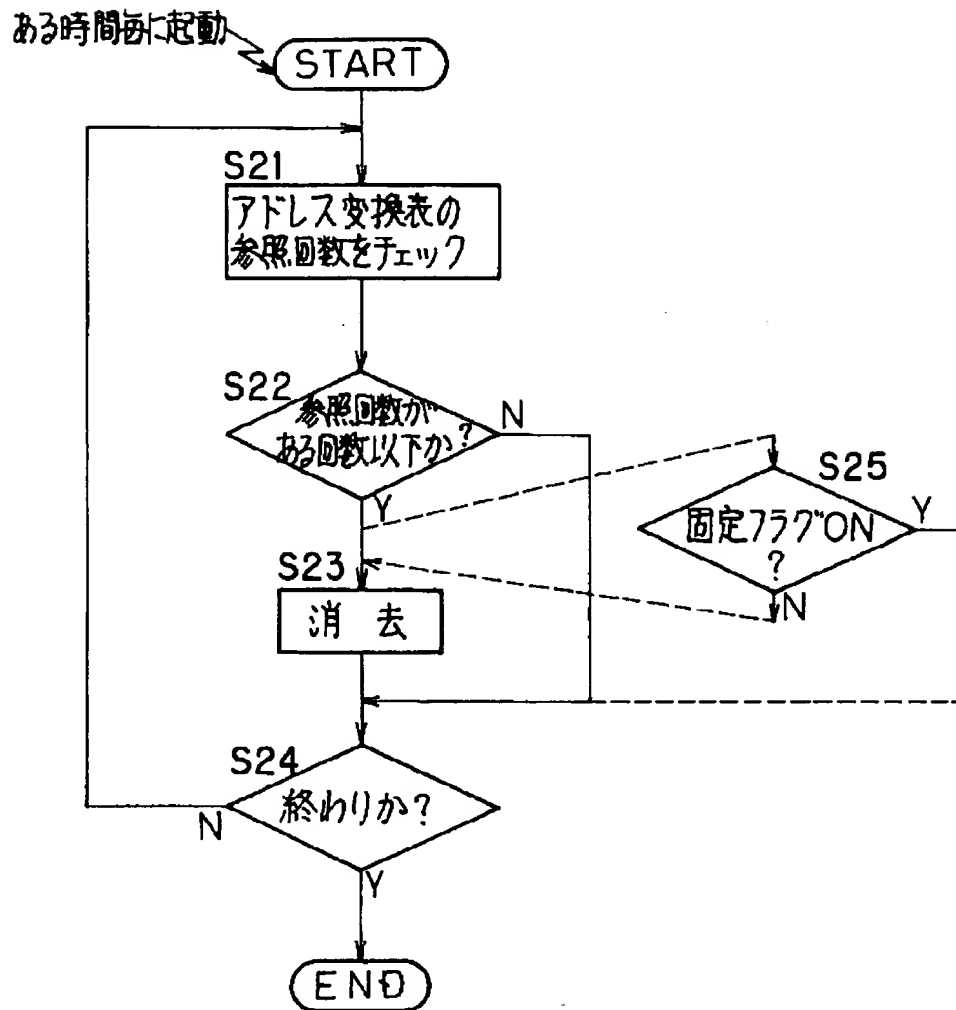 ある時間毎に起動
START
S21
アドレス変換表の
参照回数をチェック
S22
参照回数が
ある回数以下か?
N
Y
S25
固定フラグON
?
Y
N
S23
消去
S24
終わりか?
N
Y
END